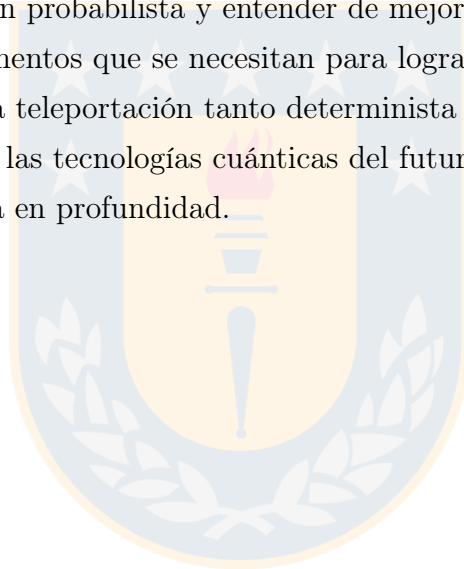 n probabilista y entender de mejor
mentos que se necesitan para logra
a teleportación tanto determinista
las tecnologías cuánticas del futur
a en profundidad.